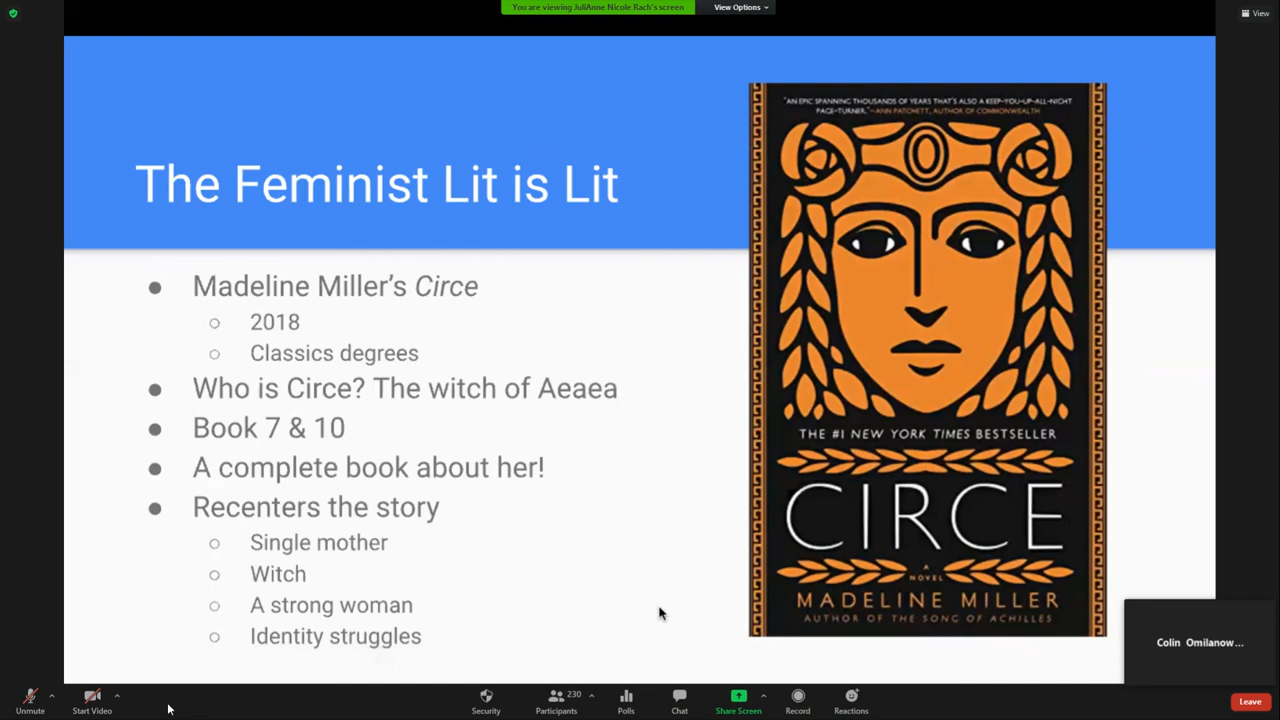 You are viewing JuliAnne Nicole Rach's screen
View Options
View
The Feminist Lit is Lit
Madeline Miller's Circe
2018
Classics degrees
Who is Circe? The witch of Aeaea
Book 7 & 10
A complete book about her!
Recenters the story
Single mother
Witch
A strong woman
Identity struggles
"AN EPIC SPANNING THOUSANDS OF YEARS THAT'S ALSO A KEEP-YOU-UP-ALL-NIGHT
PAGE-TURNER."—ANN PATCHETT, AUTHOR OF COMMONWEALTH
THE #1 NEW YORK TIMES BESTSELLER
CIRCE
A
NOVEL
MADELINE MILLER
AUTHOR OF THE SONG OF ACHILLES
Colin Omilanow...
Unmute
Start Video
Security
Participants
230
Polls
Chat
Share Screen
Record
Reactions
Leave